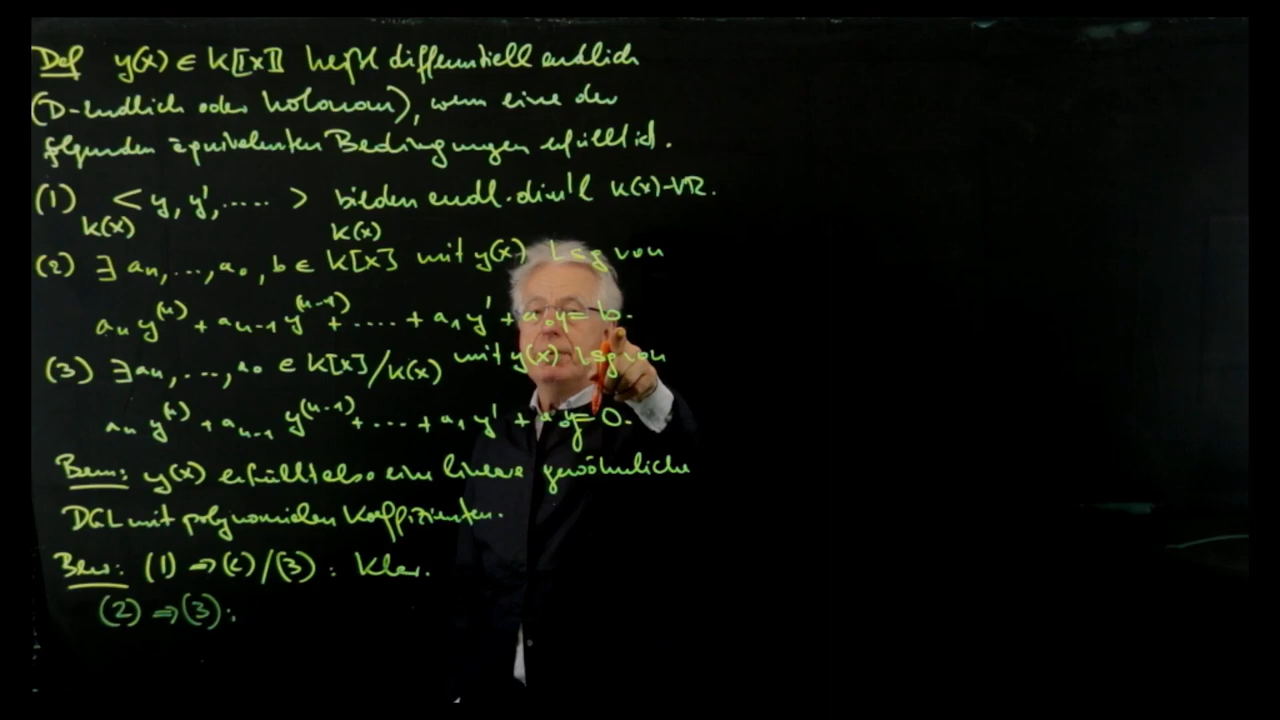 Def y(x) ∈ K[[x]] heißt differentiell endlich
(D-endlich oder holonom), wenn eine der
folgenden äquivalenten Bedingungen erfüllt ist.
(1) < y, y', ..... > bilden endl.dim'l K(x)-VR.
K(x) K(x)
(2) ∃ an, ..., a0, b ∈ K[x] mit y(x) Lsg von
an y^(n) + an-1 y^(n-1) + .... + a1 y' + a0y = b.
(3) ∃ an, ..., a0 ∈ K[x]/K(x) mit y(x) Lsg von
an y^(n) + an-1 y^(n-1) + ... + a1 y' + a0y = 0.
Bem: y(x) erfüllt also eine lineare gewöhnliche
DGL mit polynomialen Koeffizienten.
Bew: (1) ⇒ (2)/(3): klar.
(2) ⇒ (3):